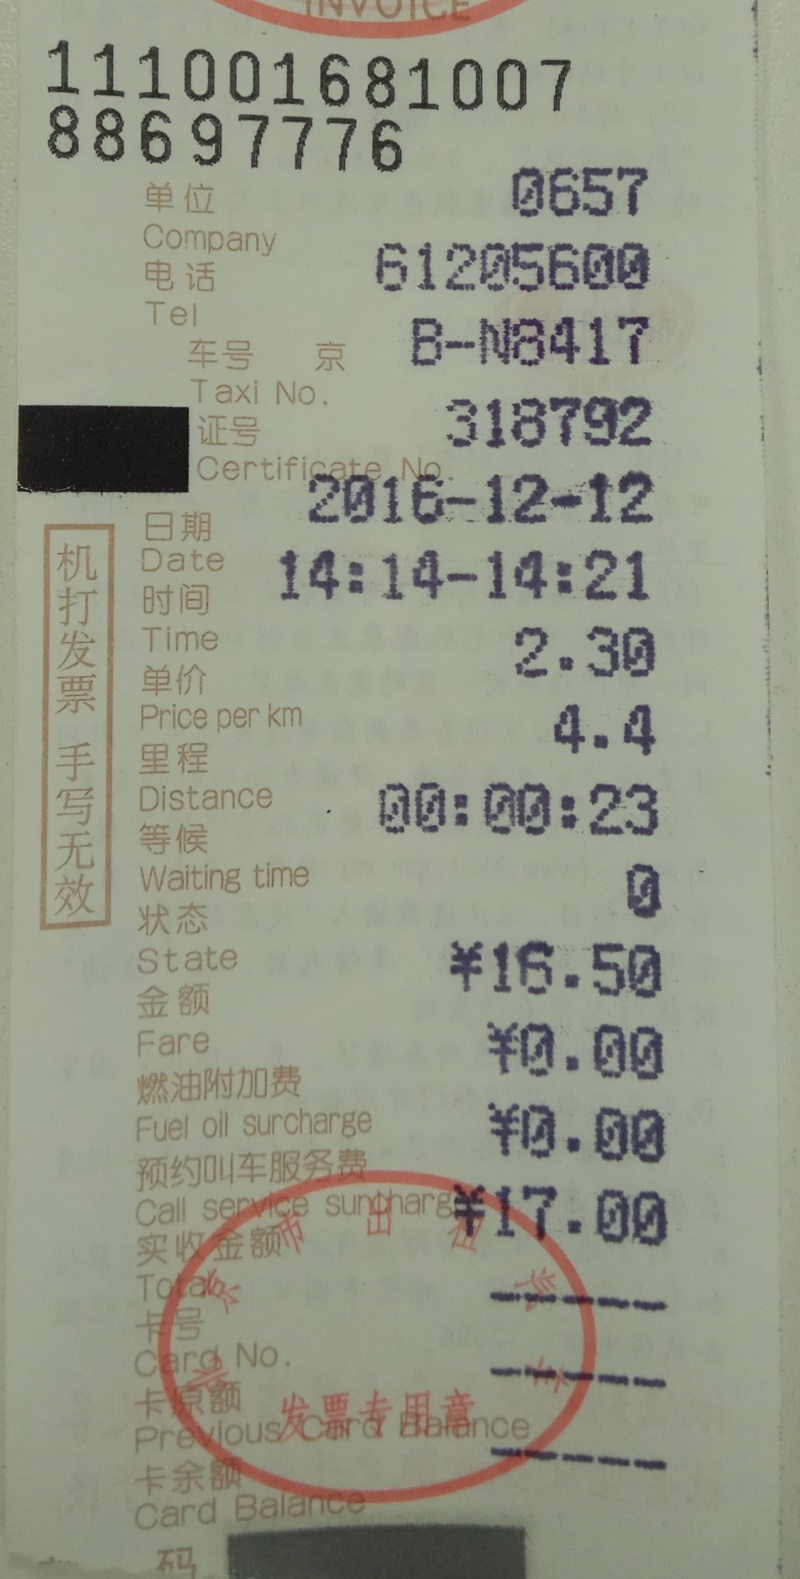 INVOICE
111001681007
88697776
单位 0657
Company
电话 61205600
Tel
车号 京 B-N8417
Taxi No.
证号 318792
Certificate No.
日期 2016-12-12
Date
时间 14:14-14:21
Time
单价 2.30
Price per km
里程 4.4
Distance
等候 00:00:23
Waiting time
状态 0
State
金额 ¥16.50
Fare
燃油附加费 ¥0.00
Fuel oil surcharge
预约叫车服务费 ¥0.00
Call service surcharge
实收金额 ¥17.00
Total
卡号 ------
Card No.
卡原额 ------
Previous Card Balance
卡余额 ------
Card Balance
码
机打发票 手写无效
京市出租汽车
发票专用章